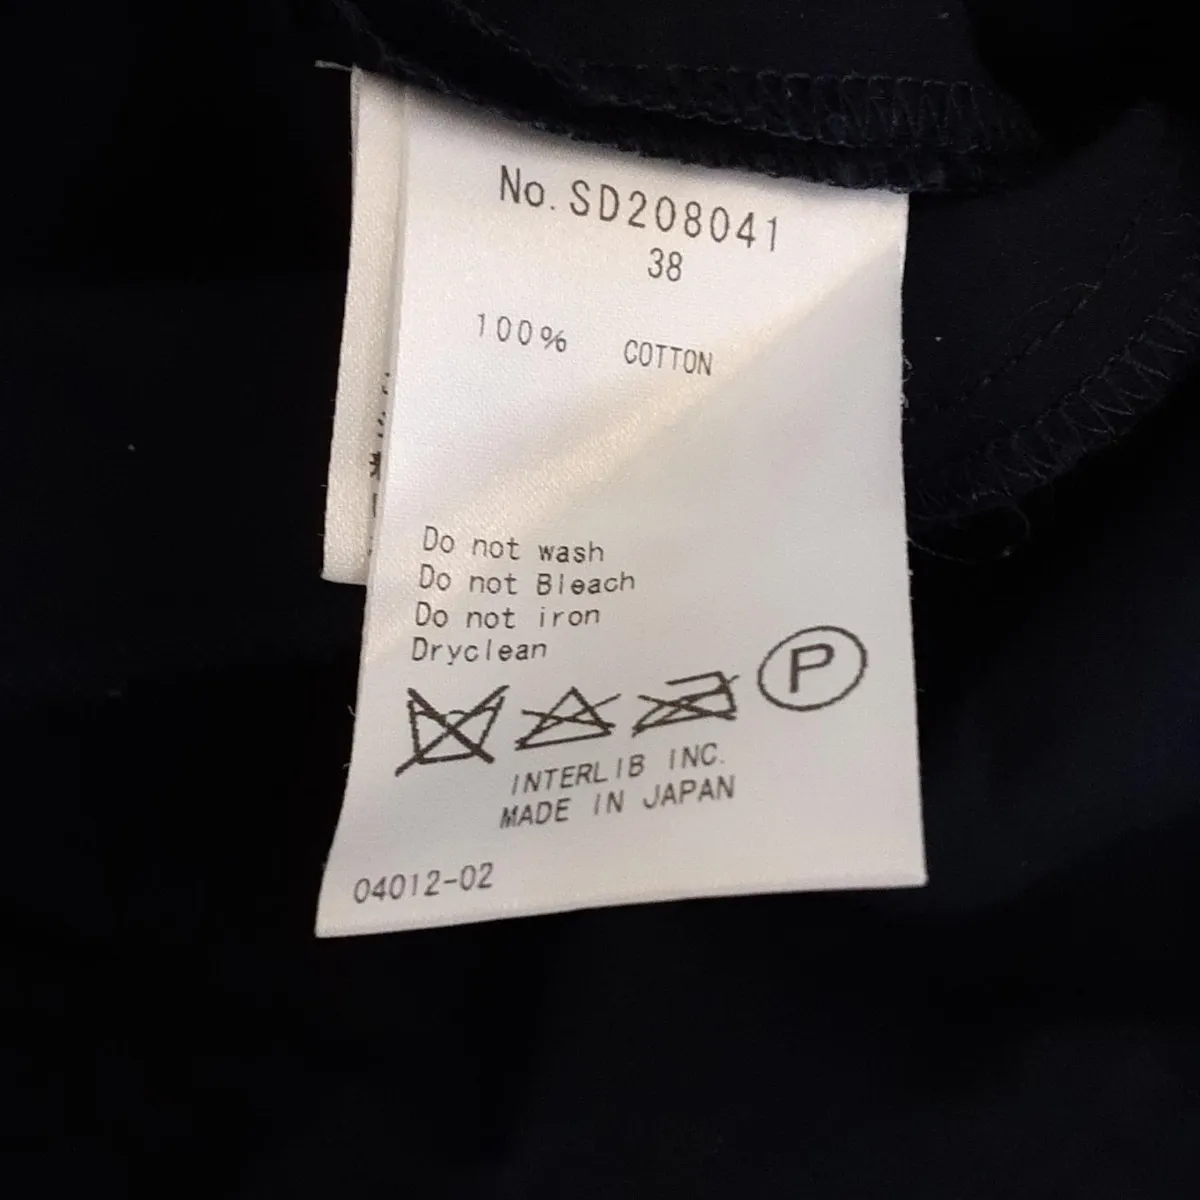 No. SD208041
38
100% COTTON
Do not wash
Do not Bleach
Do not iron
Dryclean
P
INTERLIB INC.
MADE IN JAPAN
04012-02